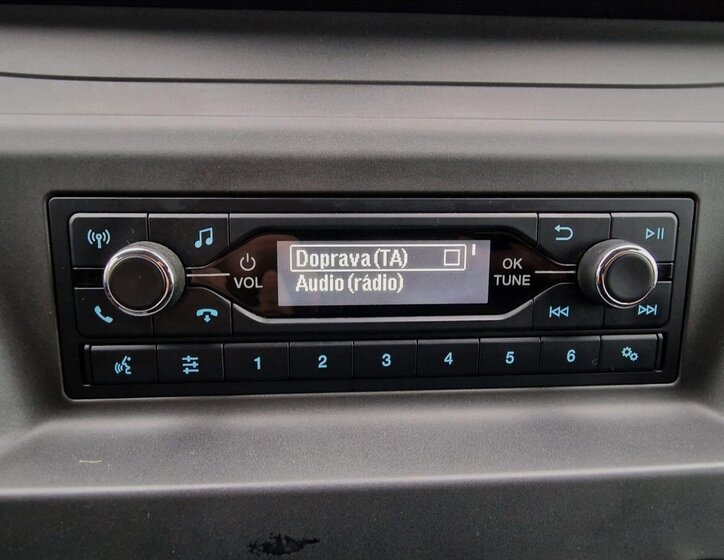 Doprava (TA)
Audio (rádio)
VOL
OK
TUNE
1 2 3 4 5 6